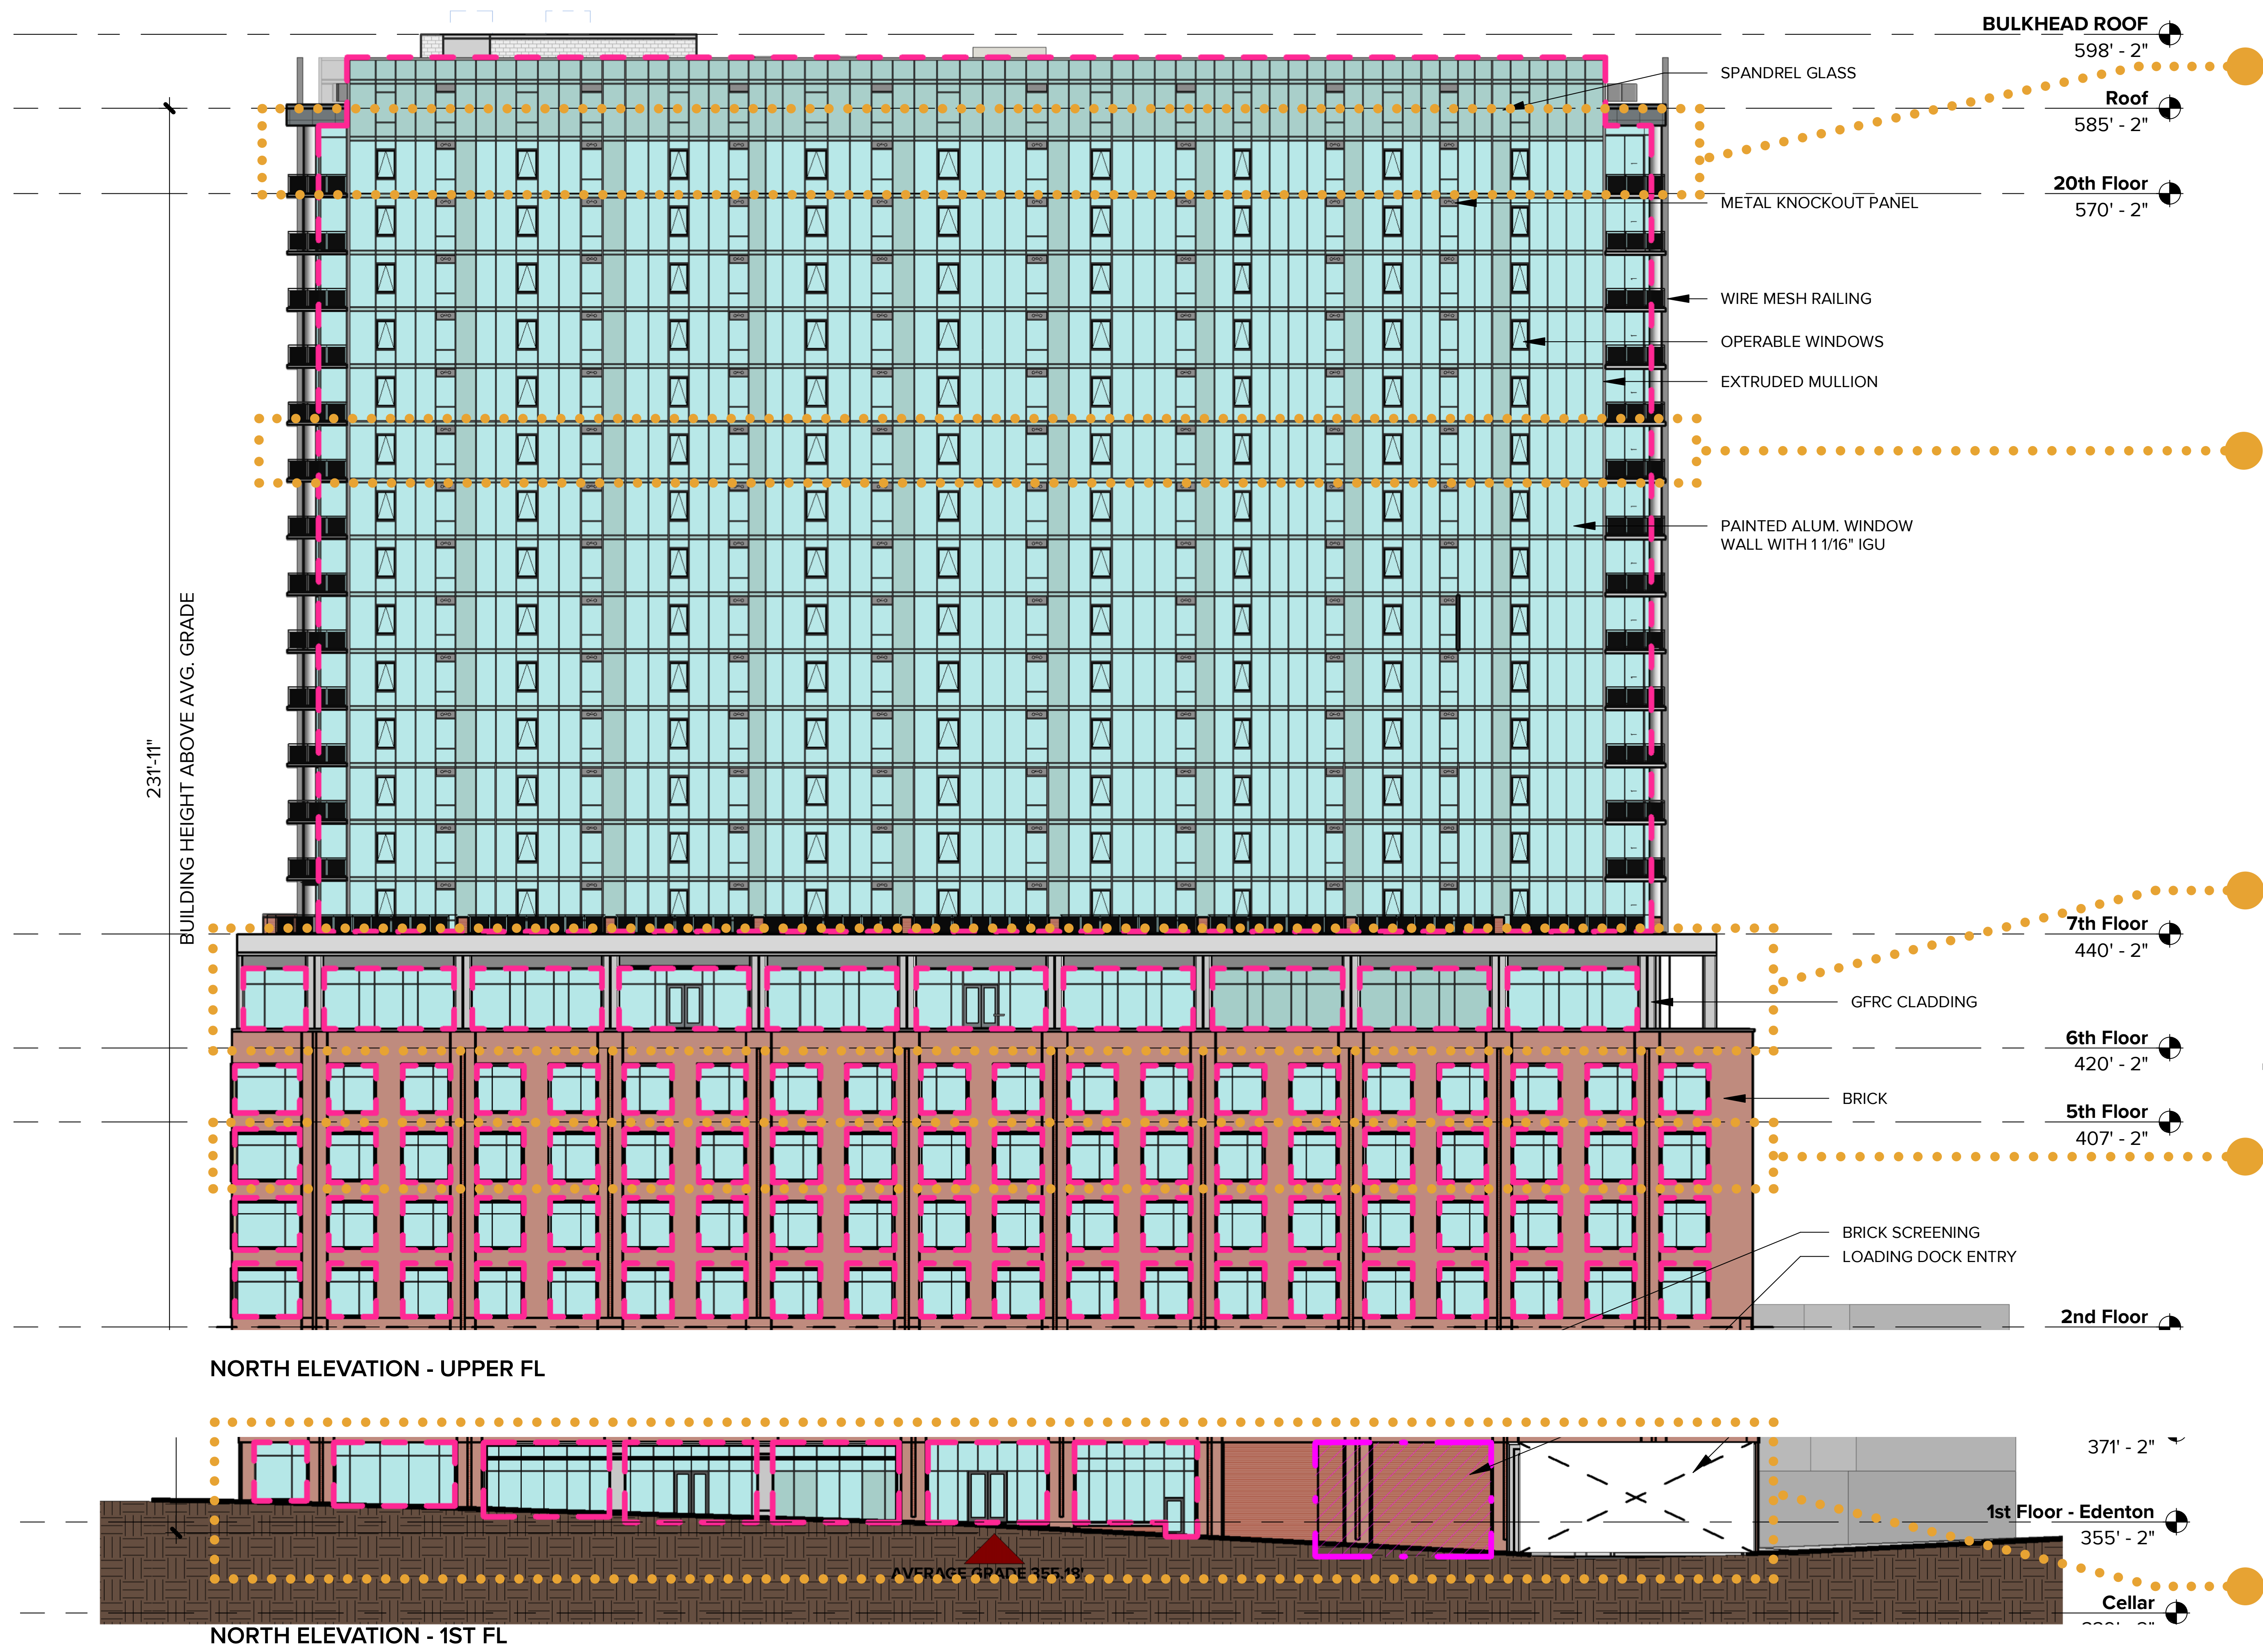 BULKHEAD ROOF
598' - 2"
SPANDREL GLASS
Roof
585' - 2"
20th Floor
570' - 2"
METAL KNOCKOUT PANEL
WIRE MESH RAILING
OPERABLE WINDOWS
EXTRUDED MULLION
PAINTED ALUM. WINDOW
WALL WITH 1 1/16" IGU
231'-11"
BUILDING HEIGHT ABOVE AVG. GRADE
7th Floor
440' - 2"
GFRC CLADDING
6th Floor
420' - 2"
BRICK
5th Floor
407' - 2"
BRICK SCREENING
LOADING DOCK ENTRY
2nd Floor
NORTH ELEVATION - UPPER FL
371' - 2"
1st Floor - Edenton
355' - 2"
AVERAGE GRADE 355.18'
Cellar
NORTH ELEVATION - 1ST FL